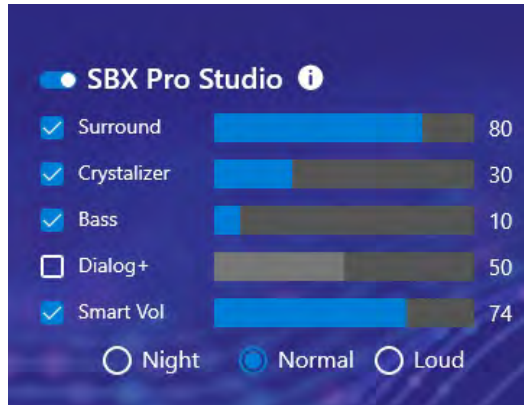 SBX Pro Studio i
Surround 80
Crystalizer 30
Bass 10
Dialog+ 50
Smart Vol 74
Night Normal Loud